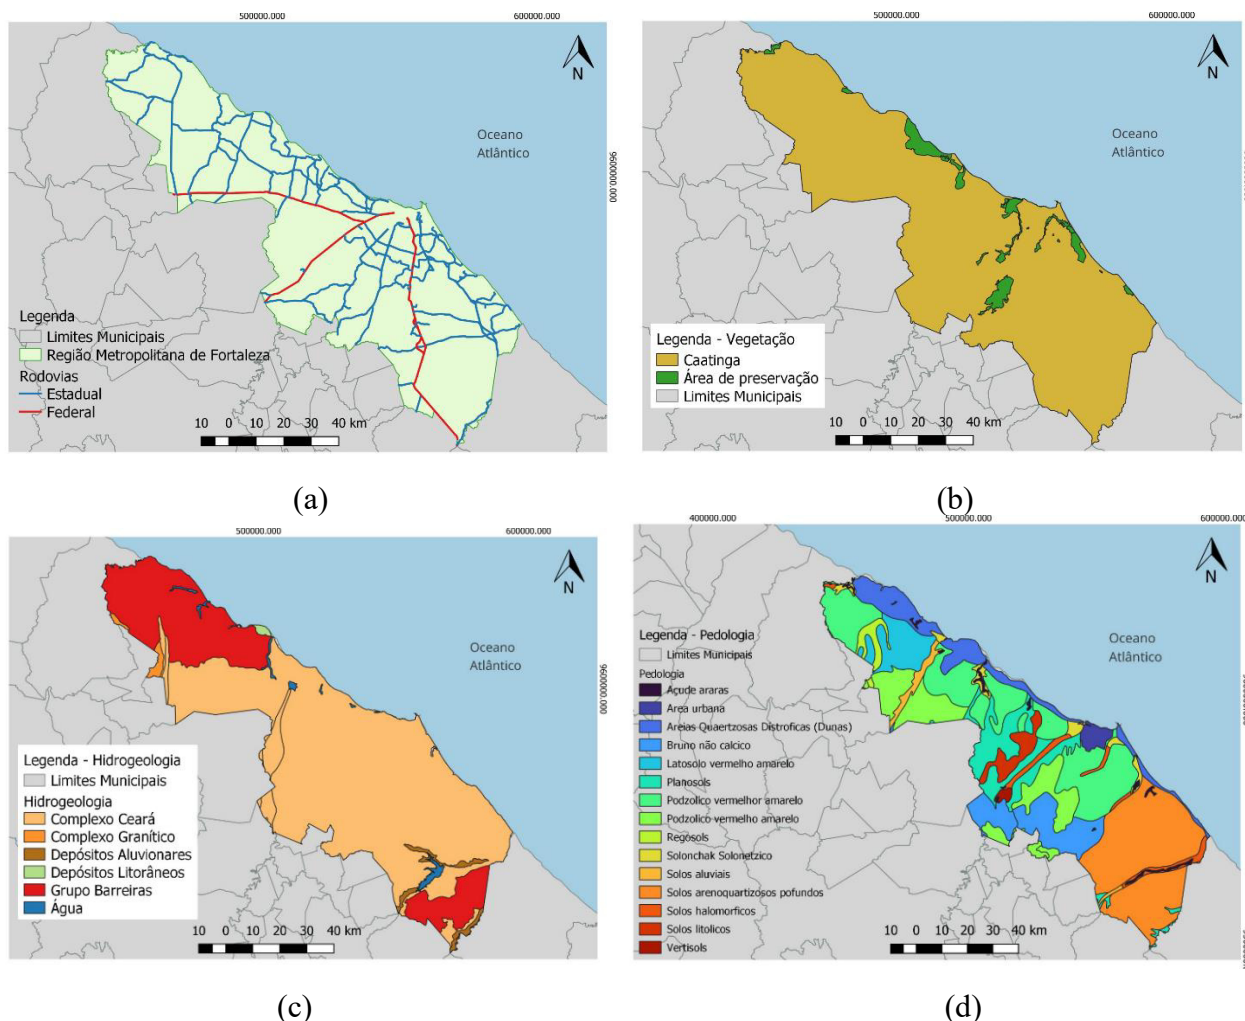 500000.000 600000.000
N
Oceano
Atlântico
9600000.000
Legenda
Limites Municipais
Região Metropolitana de Fortaleza
Rodovias
Estadual
Federal
10 0 10 20 30 40 km
(a)
500000.000 600000.000
N
Oceano
Atlântico
Legenda - Vegetação
Caatinga
Área de preservação
Limites Municipais
10 0 10 20 30 40 km
(b)
500000.000 600000.000
N
Oceano
Atlântico
9600000.000
Legenda - Hidrogeologia
Limites Municipais
Hidrogeologia
Complexo Ceará
Complexo Granítico
Depósitos Aluvionares
Depósitos Litorâneos
Grupo Barreiras
Água
10 0 10 20 30 40 km
(c)
400000.000 500000.000 600000.000
N
Oceano
Atlântico
Legenda - Pedologia
Limites Municipais
Pedologia
Açude araras
Area urbana
Areias Quartzosas Distroficas (Dunas)
Bruno não calcico
Latosolo vermelho amarelo
Planosols
Podzolico vermelhor amarelo
Podzolico vermelho amarelo
Regosols
Solonchak Solonetzico
Solos aluviais
Solos arenoquartizosos pofundos
Solos halomorficos
Solos litolicos
Vertisols
10 0 10 20 30 40 km
(d)